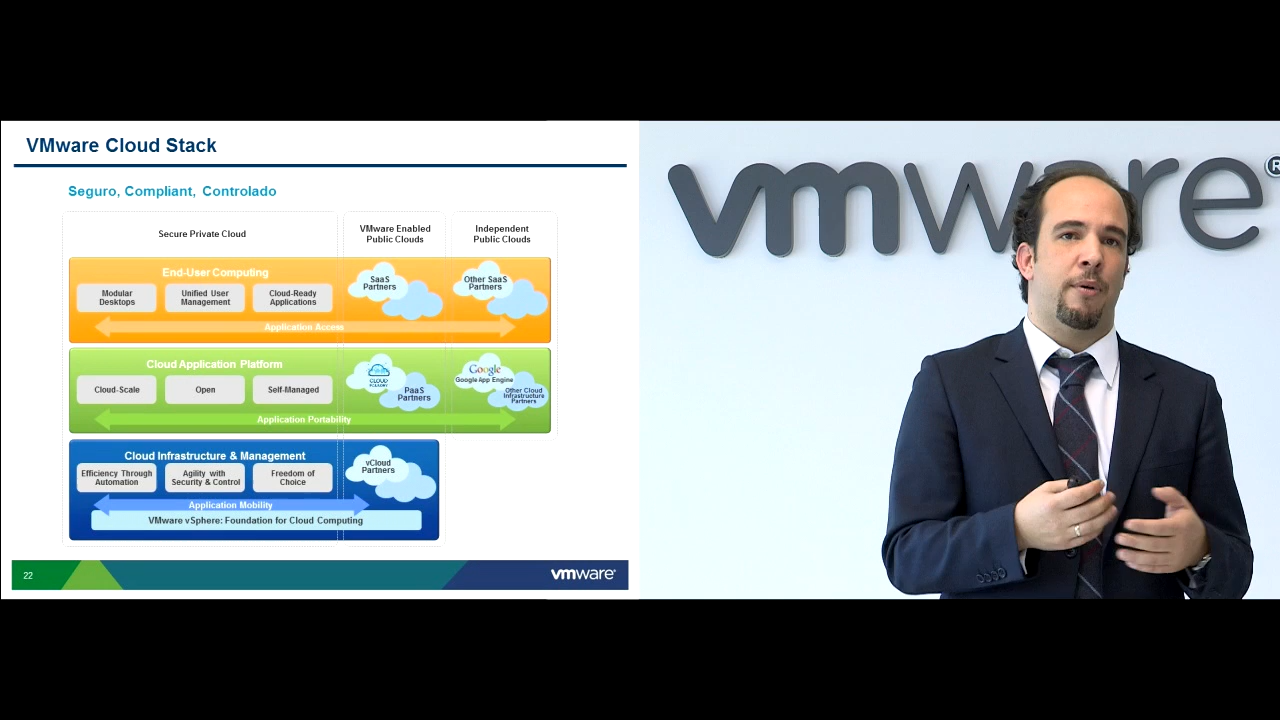 VMware Cloud Stack
Seguro, Compliant, Controlado
Secure Private Cloud
VMware Enabled
Public Clouds
Independent
Public Clouds
End-User Computing
Modular
Desktops
Unified User
Management
Cloud-Ready
Applications
SaaS
Partners
Other SaaS
Partners
Application Access
Cloud Application Platform
Cloud-Scale
Open
Self-Managed
CLOUD
FOUNDRY
PaaS
Partners
Google
Google App Engine
Other Cloud
Infrastructure
Partners
Application Portability
Cloud Infrastructure & Management
Efficiency Through
Automation
Agility with
Security & Control
Freedom of
Choice
vCloud
Partners
Application Mobility
VMware vSphere: Foundation for Cloud Computing
22
vmware®
vmware®